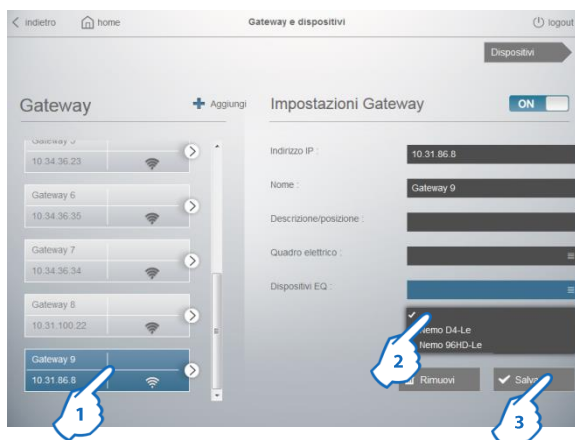 indietro home Gateway e dispositivi logout
Dispositivi
Gateway Aggiungi
Gateway 5
10.34.36.23
Gateway 6
10.34.36.35
Gateway 7
10.34.36.34
Gateway 8
10.31.100.22
Gateway 9
10.31.86.8
Impostazioni Gateway ON
Indirizzo IP : 10.31.86.8
Nome : Gateway 9
Descrizione/posizione :
Quadro elettrico :
Dispositivi EQ :
Nemo D4-Le
Nemo 96HD-Le
Rimuovi Salva
1
2
3